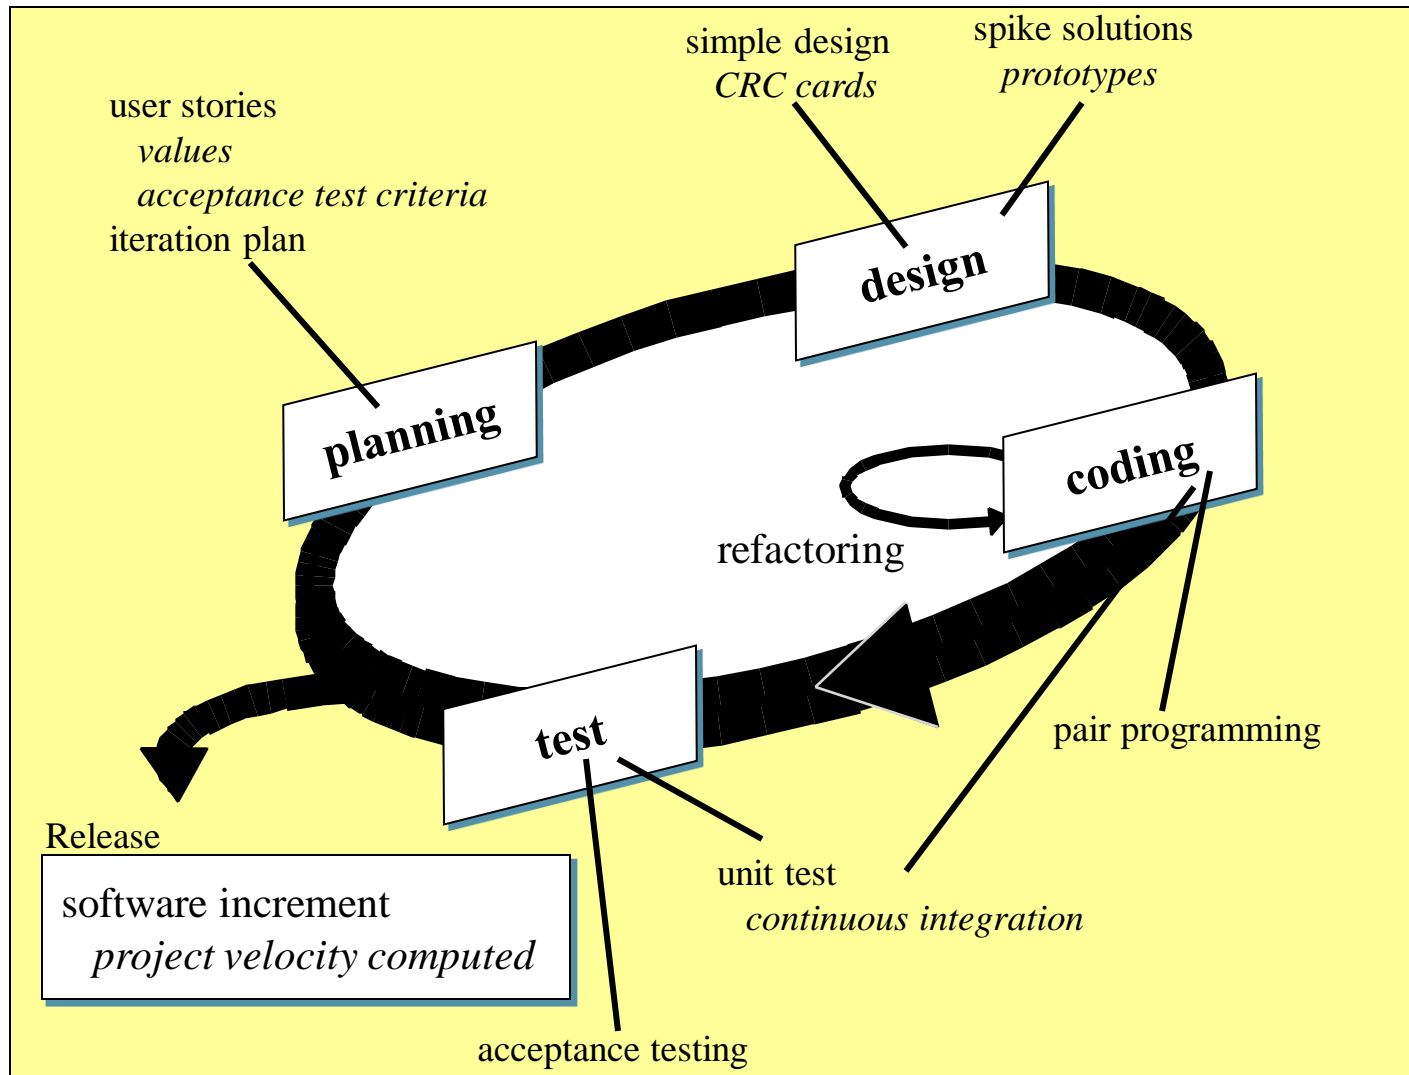 simple design
CRC cards
spike solutions
prototypes
user stories
values
acceptance test criteria
iteration plan
design
planning
coding
refactoring
test
pair programming
Release
software increment
project velocity computed
unit test
continuous integration
acceptance testing